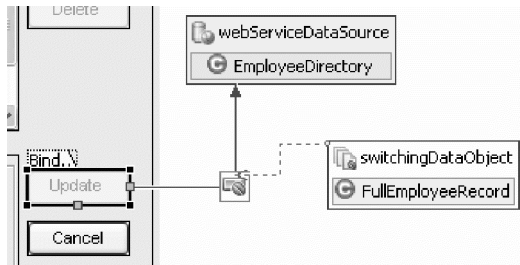 Delete
webServiceDataSource
EmployeeDirectory
Bind..\
switchingDataObject
Update
FullEmployeeRecord
Cancel